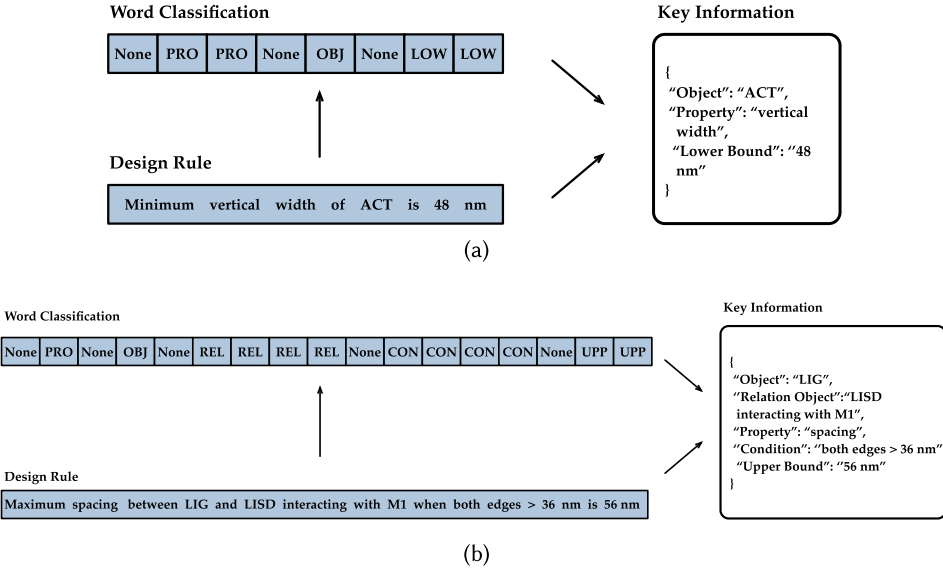 Word Classification
None PRO PRO None OBJ None LOW LOW
Design Rule
Minimum vertical width of ACT is 48 nm
Key Information
{
“Object”: “ACT”,
“Property”: “vertical
width”,
“Lower Bound”: “48
nm”
}
(a)
Word Classification
None PRO None OBJ None REL REL REL REL None CON CON CON CON None UPP UPP
Design Rule
Maximum spacing between LIG and LISD interacting with M1 when both edges > 36 nm is 56 nm
Key Information
{
“Object”: “LIG”,
“Relation Object”:“LISD
interacting with M1”,
“Property”: “spacing”,
“Condition”: “both edges > 36 nm”
“Upper Bound”: “56 nm”
}
(b)